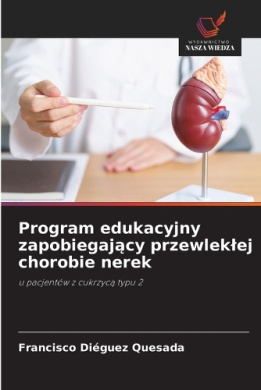 WYDAWNICTWO
NASZA WIEDZA
Program edukacyjny
zapobiegający przewlekłej
chorobie nerek
u pacjentów z cukrzycą typu 2
Francisco Diéguez Quesada